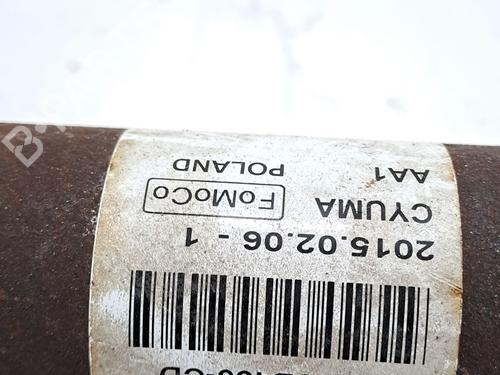 2015.02.06 - 1
CYUMA FoMoCo
AA1 POLAND